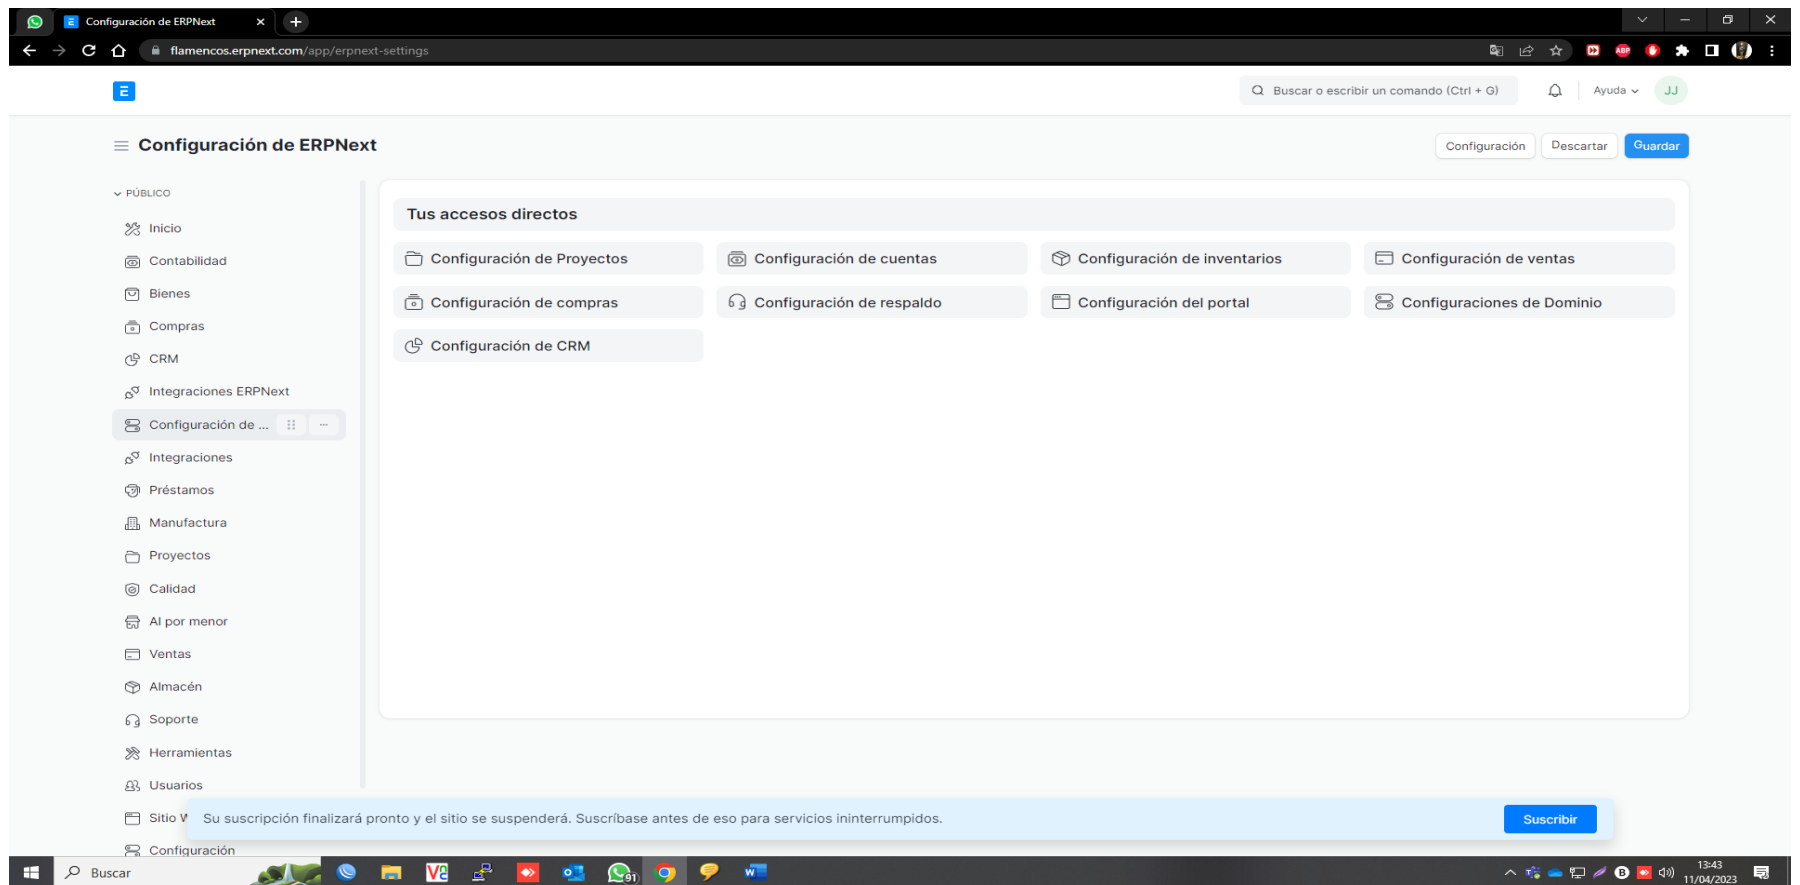 Configuración de ERPNext
flamencos.erpnext.com/app/erpnext-settings
ABP
E
Buscar o escribir un comando (Ctrl + G)
Ayuda
JJ
Configuración de ERPNext
Configuración
Descartar
Guardar
PÚBLICO
Inicio
Contabilidad
Bienes
Compras
CRM
Integraciones ERPNext
Configuración de ...
Integraciones
Préstamos
Manufactura
Proyectos
Calidad
Al por menor
Ventas
Almacén
Soporte
Herramientas
Usuarios
Sitio W
Configuración
Tus accesos directos
Configuración de Proyectos
Configuración de cuentas
Configuración de inventarios
Configuración de ventas
Configuración de compras
Configuración de respaldo
Configuración del portal
Configuraciones de Dominio
Configuración de CRM
Su suscripción finalizará pronto y el sitio se suspenderá. Suscríbase antes de eso para servicios ininterrumpidos.
Suscribir
Buscar
91
13:43
11/04/2023